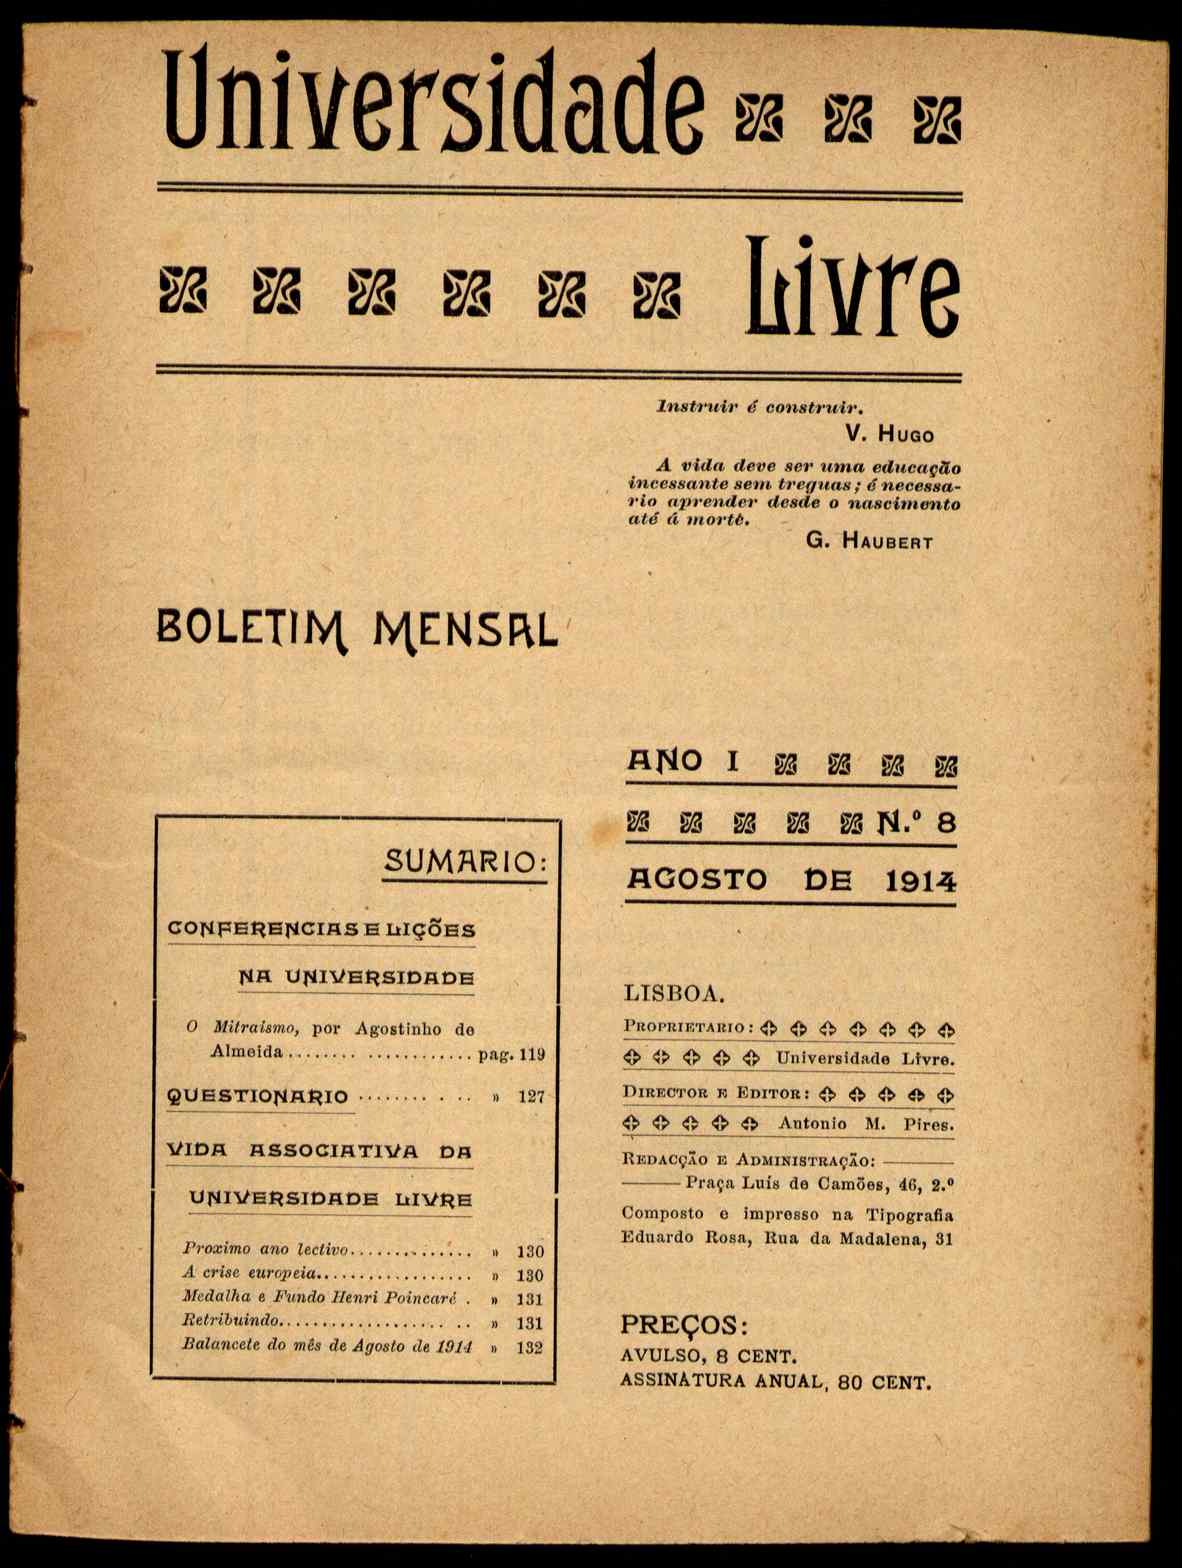 Universidade
Livre
Instruir é construir.
V. HUGO
A vida deve ser uma educação
incessante sem treguas; é necessa-
rio aprender desde o nascimento
até á morte.
G. HAUBERT
BOLETIM MENSAL
ANO I
N.º 8
AGOSTO DE 1914
SUMARIO:
CONFERENCIAS E LIÇÕES
NA UNIVERSIDADE
O Mitraismo, por Agostinho de
Almeida .................... pag. 119
QUESTIONARIO ............ » 127
VIDA ASSOCIATIVA DA
UNIVERSIDADE LIVRE
Proximo ano lectivo.............. » 130
A crise europeia.................. » 130
Medalha e Fundo Henri Poincaré . » 131
Retribuindo...................... » 131
Balancete do mês de Agosto de 1914 » 132
LISBOA.
PROPRIETARIO:
Universidade Livre.
DIRECTOR E EDITOR:
Antonio M. Pires.
REDACÇÃO E ADMINISTRAÇÃO:
Praça Luís de Camões, 46, 2.º
Composto e impresso na Tipografia
Eduardo Rosa, Rua da Madalena, 31
PREÇOS:
AVULSO, 8 CENT.
ASSINATURA ANUAL, 80 CENT.